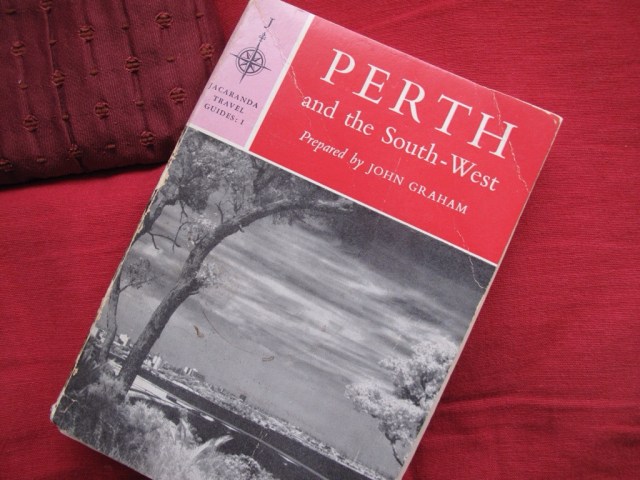 J
JACARANDA
TRAVEL
GUIDES: 1
PERTH
and the South-West
Prepared by JOHN GRAHAM